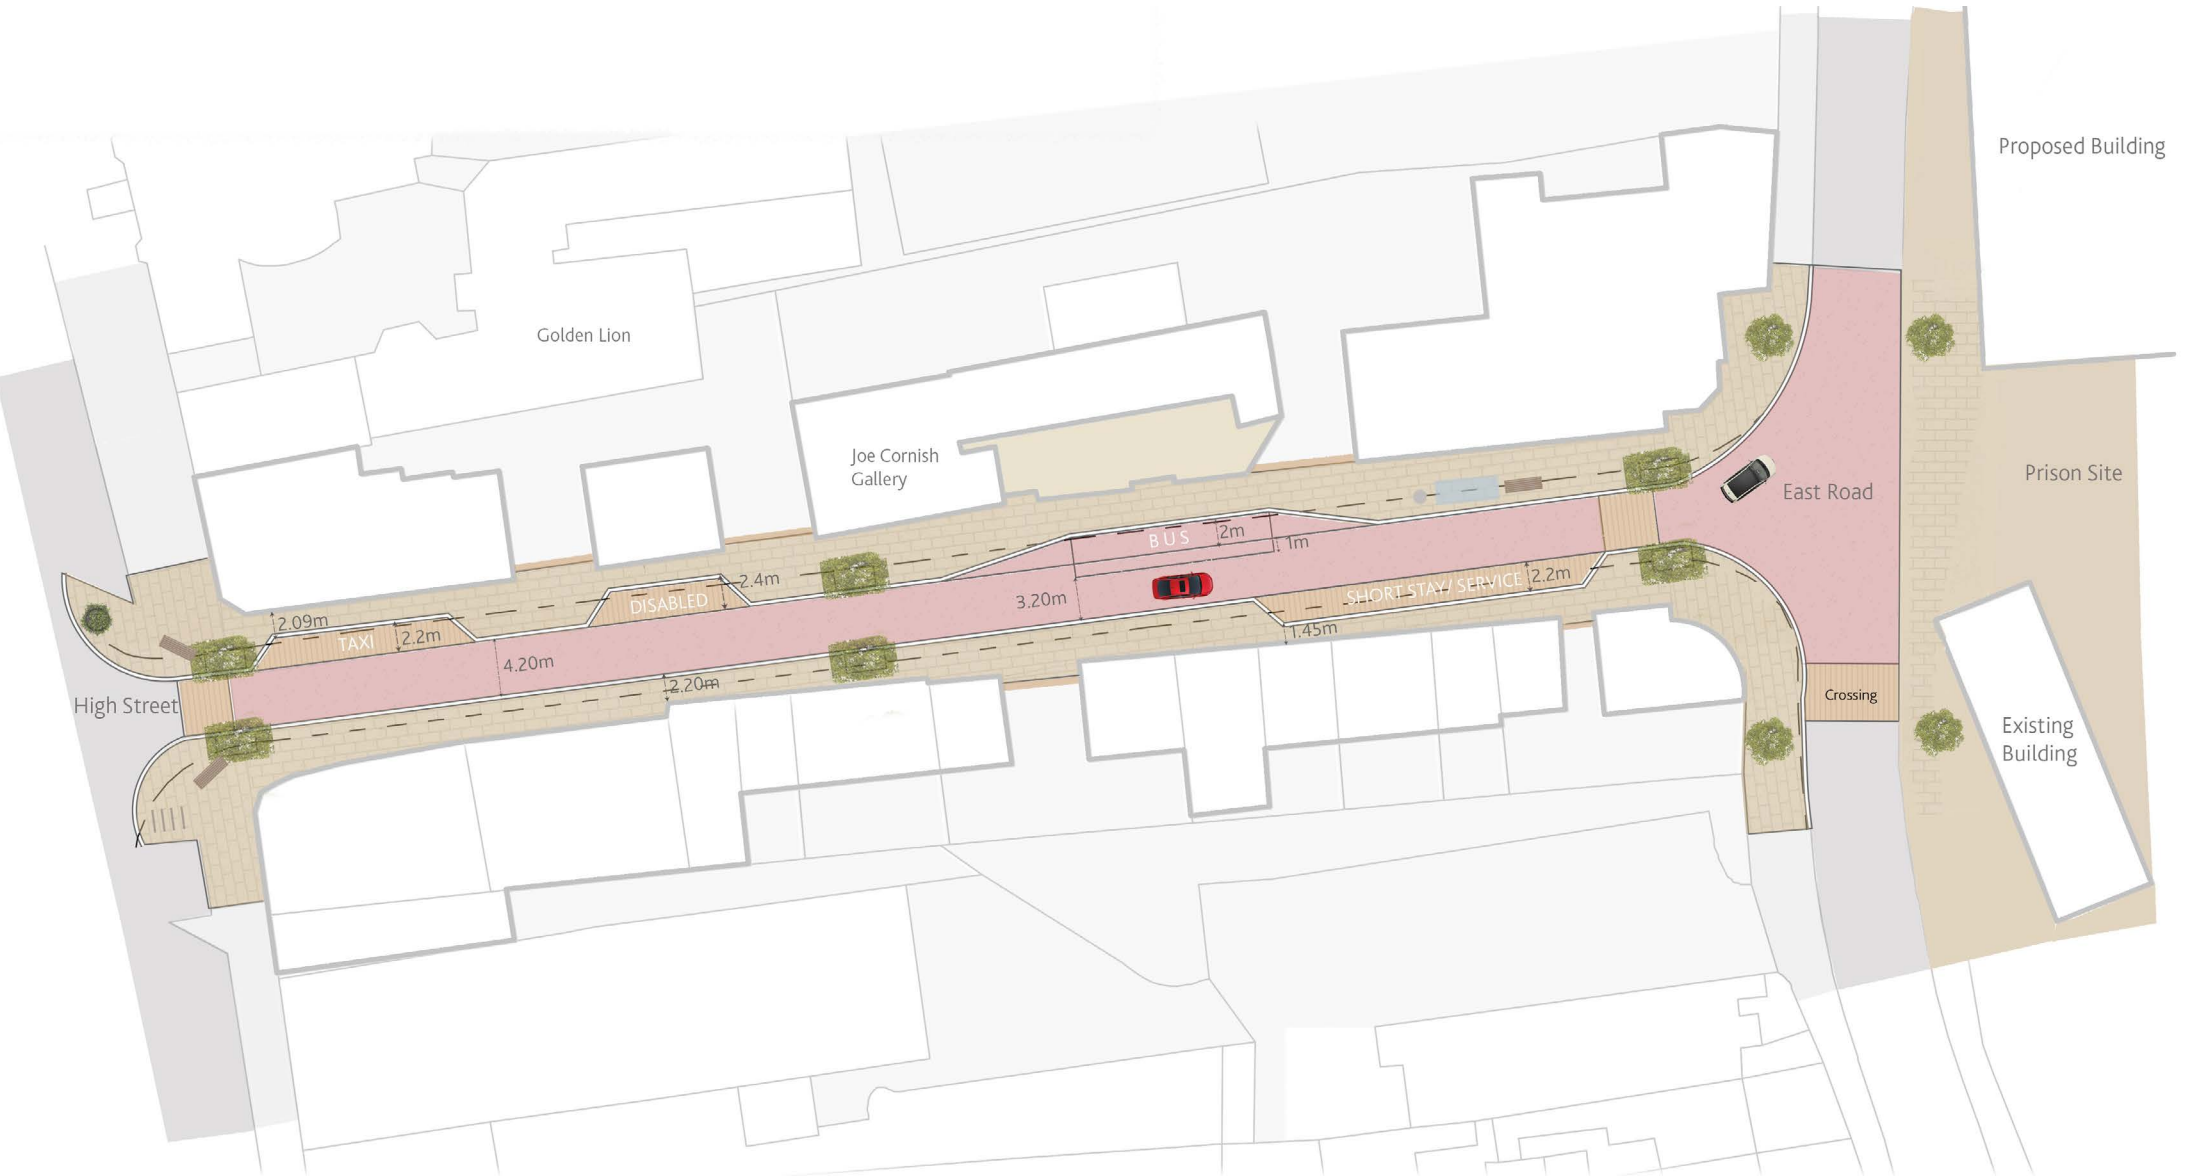 Proposed Building
Golden Lion
Joe Cornish
Gallery
Prison Site
East Road
BUS
2m
1m
2.4m
DISABLED
3.20m
SHORT STAY/ SERVICE
2.2m
2.09m
TAXI
2.2m
1.45m
4.20m
2.20m
High Street
Crossing
Existing
Building